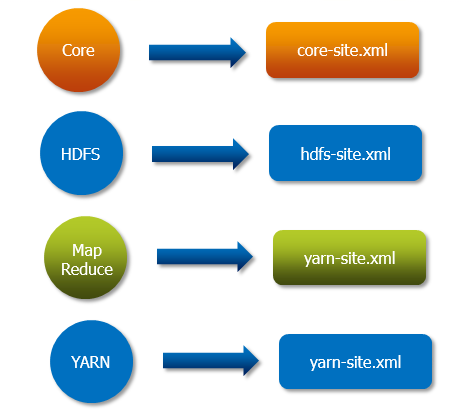 Core
core-site.xml
HDFS
hdfs-site.xml
Map
Reduce
yarn-site.xml
YARN
yarn-site.xml